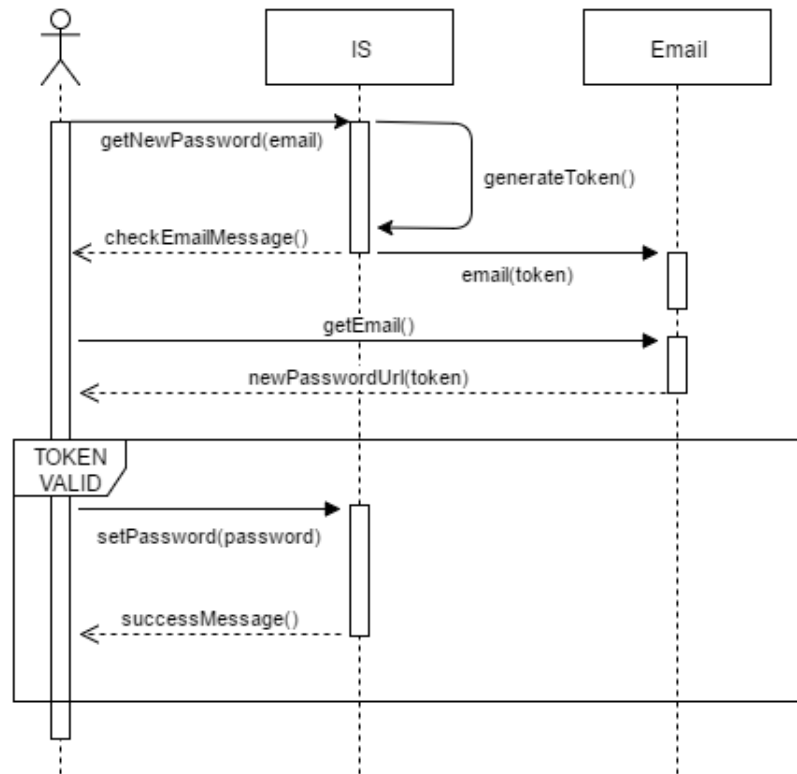 IS
Email
getNewPassword(email)
generateToken()
checkEmailMessage()
email(token)
getEmail()
newPasswordUrl(token)
TOKEN
VALID
setPassword(password)
successMessage()